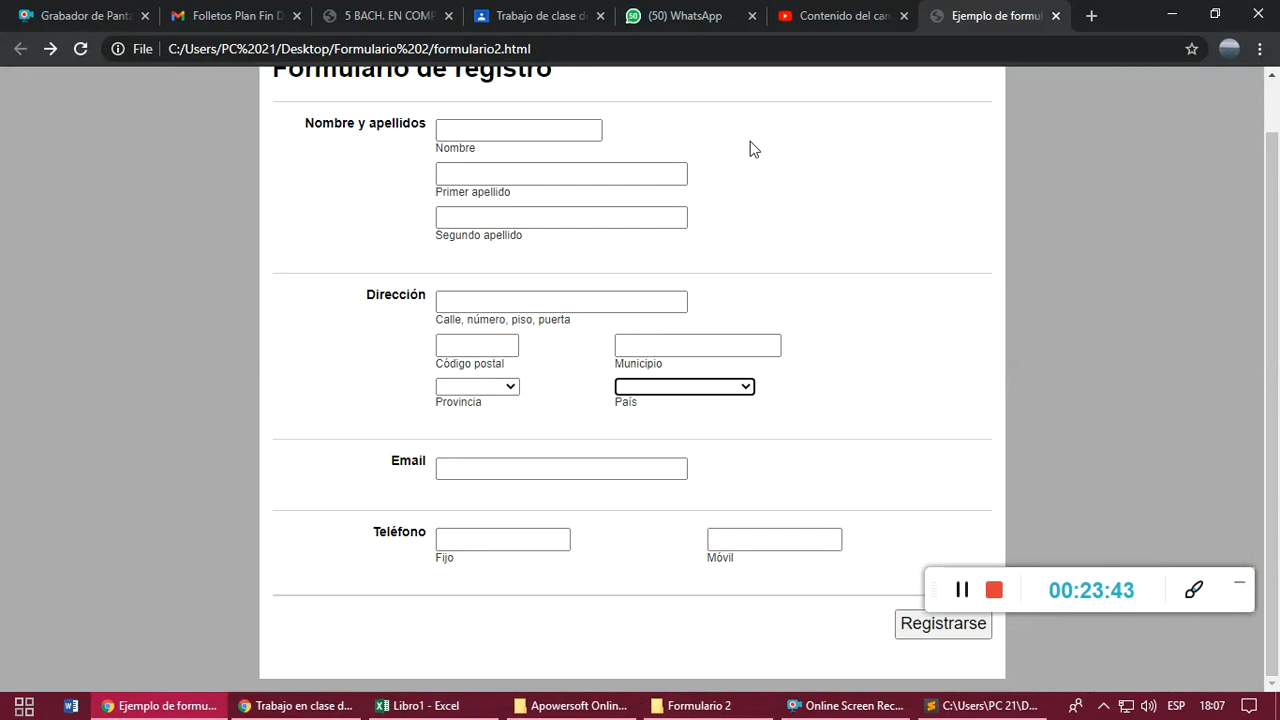 Grabador de Panta
Folletos Plan Fin D
5 BACH. EN COMP
Trabajo de clase d
(50) WhatsApp
Contenido del can
Ejemplo de formul
File
C:/Users/PC%2021/Desktop/Formulario%202/formulario2.html
Formulario de registro
Nombre y apellidos
Nombre
Primer apellido
Segundo apellido
Dirección
Calle, número, piso, puerta
Código postal
Municipio
Provincia
País
Email
Teléfono
Fijo
Móvil
00:23:43
Registrarse
Ejemplo de formu...
Trabajo en clase d...
Libro1 - Excel
Apowersoft Online...
Formulario 2
Online Screen Rec...
C:\Users\PC 21\D...
ESP
18:07